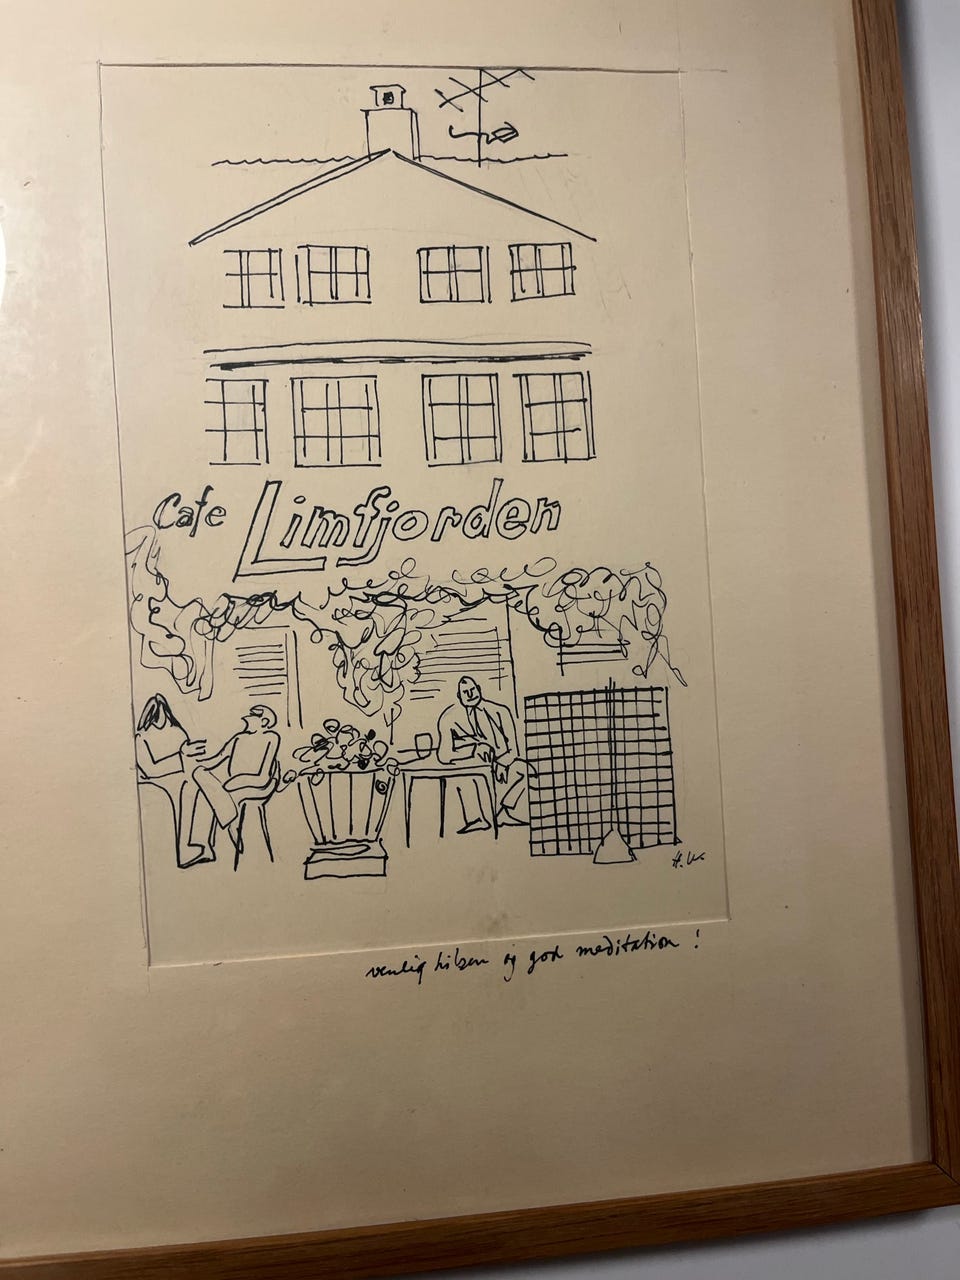 Cafe Limfjorden
H.W.
venlig hilsen og god meditation !